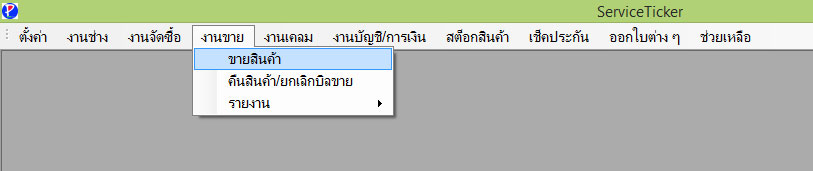 ServiceTicker
ตั้งค่า งานช่าง งานจัดซื้อ งานขาย งานเคลม งานบัญชี/การเงิน สต็อกสินค้า เช็คประกัน ออกใบต่าง ๆ ช่วยเหลือ
ขายสินค้า
คืนสินค้า/ยกเลิกบิลขาย
รายงาน